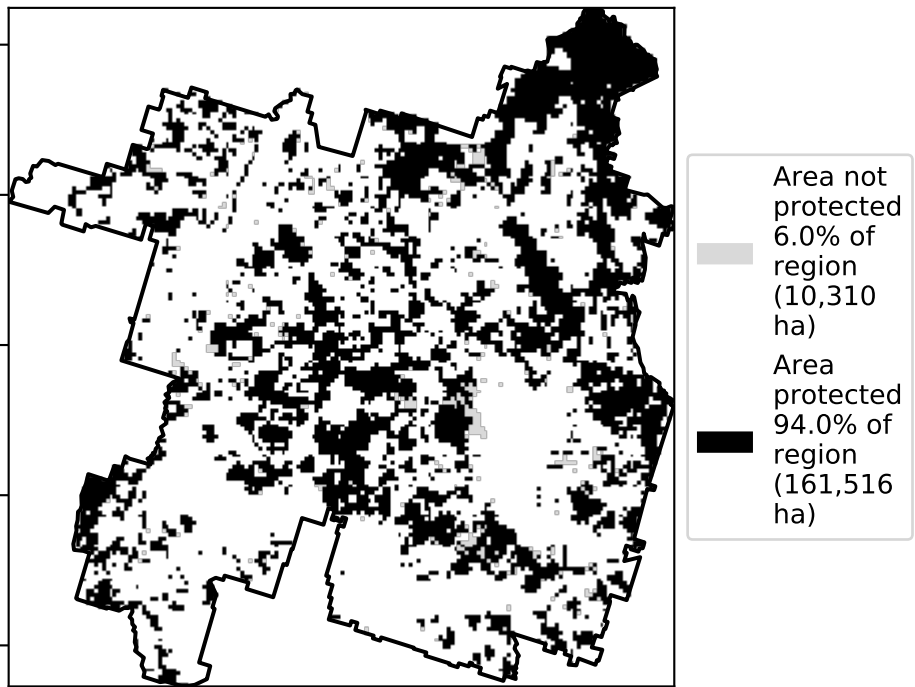 Area not
protected
6.0% of
region
(10,310
ha)
Area
protected
94.0% of
region
(161,516
ha)